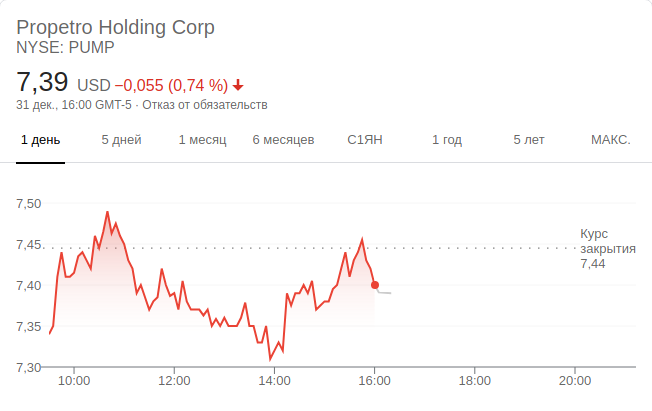 Propetro Holding Corp
NYSE: PUMP
7,39 USD −0,055 (0,74 %)
31 дек., 16:00 GMT-5 · Отказ от обязательств
1 день 5 дней 1 месяц 6 месяцев С1ЯН 1 год 5 лет МАКС.
7,50
7,45
7,40
7,35
7,30
Курс
закрытия
7,44
10:00 12:00 14:00 16:00 18:00 20:00